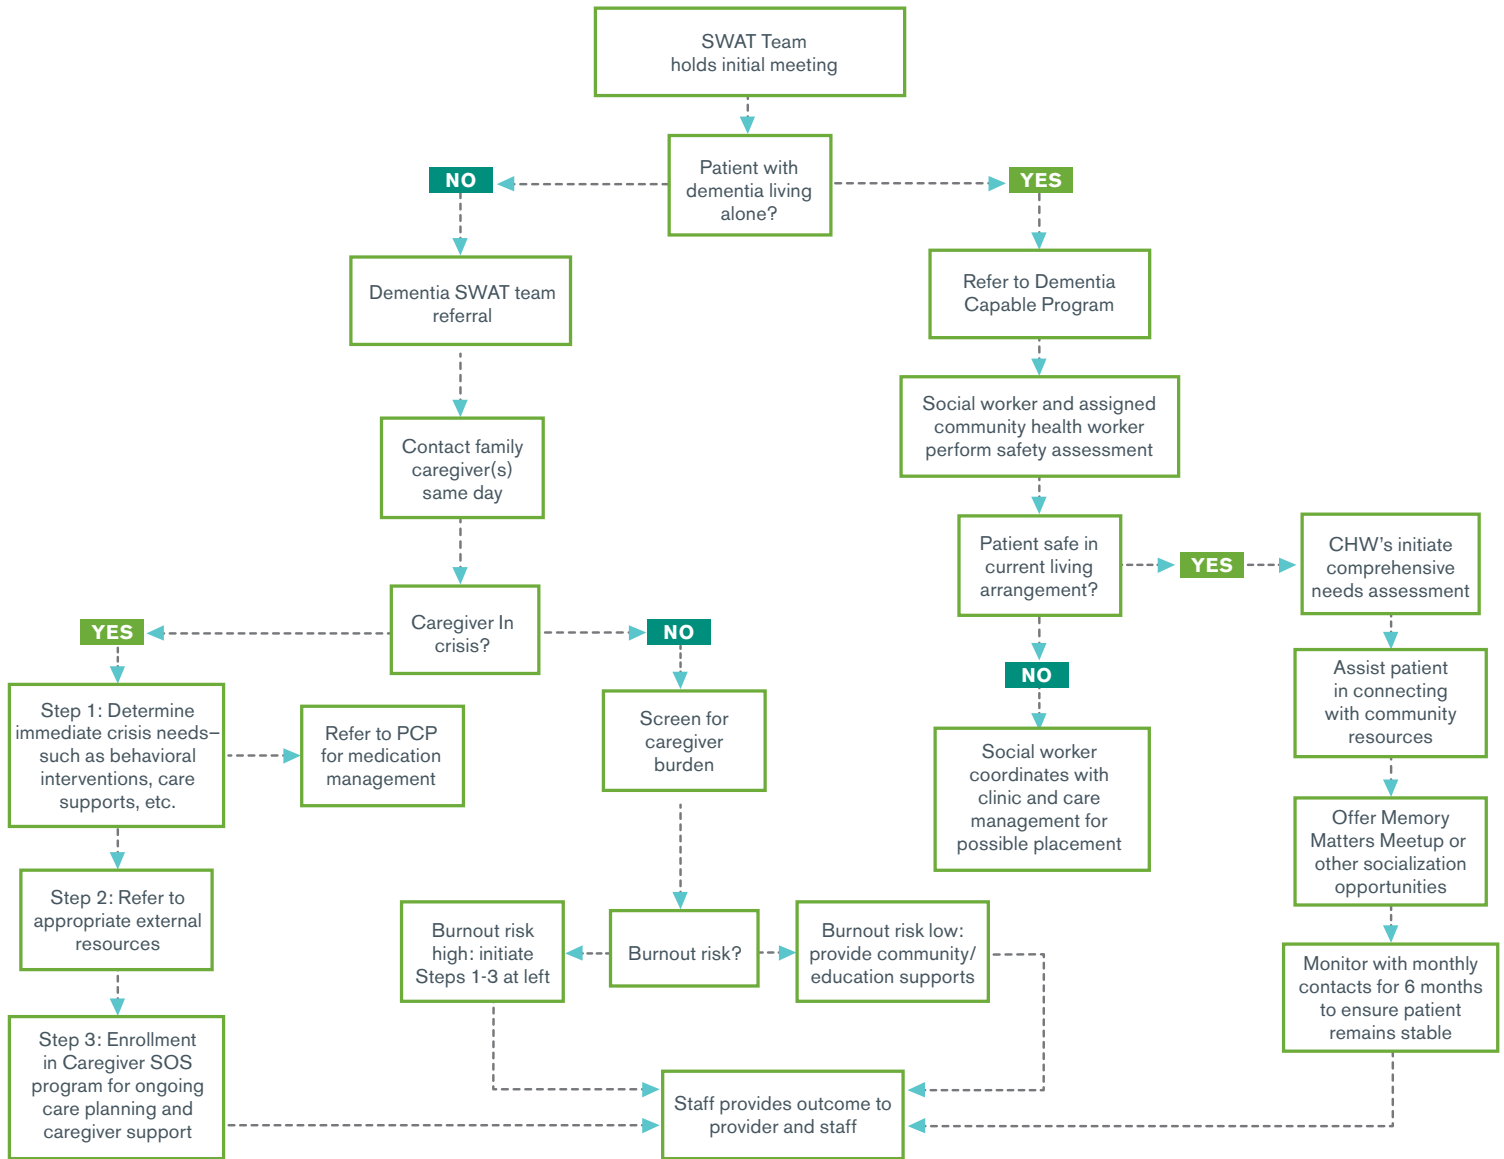 SWAT Team
holds initial meeting
Patient with
dementia living
alone?
NO
YES
Dementia SWAT team
referral
Refer to Dementia
Capable Program
Contact family
caregiver(s)
same day
Social worker and assigned
community health worker
perform safety assessment
Caregiver In
crisis?
Patient safe in
current living
arrangement?
YES
CHW's initiate
comprehensive
needs assessment
YES
NO
NO
Step 1: Determine
immediate crisis needs–
such as behavioral
interventions, care
supports, etc.
Refer to PCP
for medication
management
Screen for
caregiver
burden
Social worker
coordinates with
clinic and care
management for
possible placement
Assist patient
in connecting
with community
resources
Offer Memory
Matters Meetup or
other socialization
opportunities
Step 2: Refer to
appropriate external
resources
Burnout risk
high: initiate
Steps 1-3 at left
Burnout risk?
Burnout risk low:
provide community/
education supports
Monitor with monthly
contacts for 6 months
to ensure patient
remains stable
Step 3: Enrollment
in Caregiver SOS
program for ongoing
care planning and
caregiver support
Staff provides outcome to
provider and staff